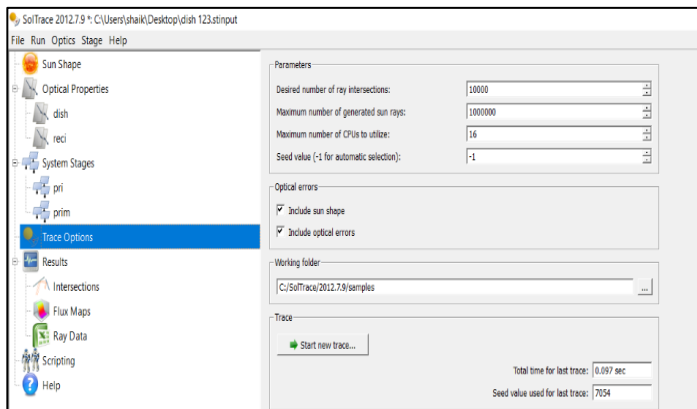 SolTrace 2012.7.9 *: C:\Users\shaik\Desktop\dish 123.stinput
File Run Optics Stage Help
Sun Shape
Optical Properties
dish
reci
System Stages
pri
prim
Trace Options
Results
Intersections
Flux Maps
Ray Data
Scripting
Help
Parameters
Desired number of ray intersections: 10000
Maximum number of generated sun rays: 1000000
Maximum number of CPUs to utilize: 16
Seed value (-1 for automatic selection): -1
Optical errors
Include sun shape
Include optical errors
Working folder
C:/SolTrace/2012.7.9/samples ...
Trace
Start new trace...
Total time for last trace: 0.097 sec
Seed value used for last trace: 7054